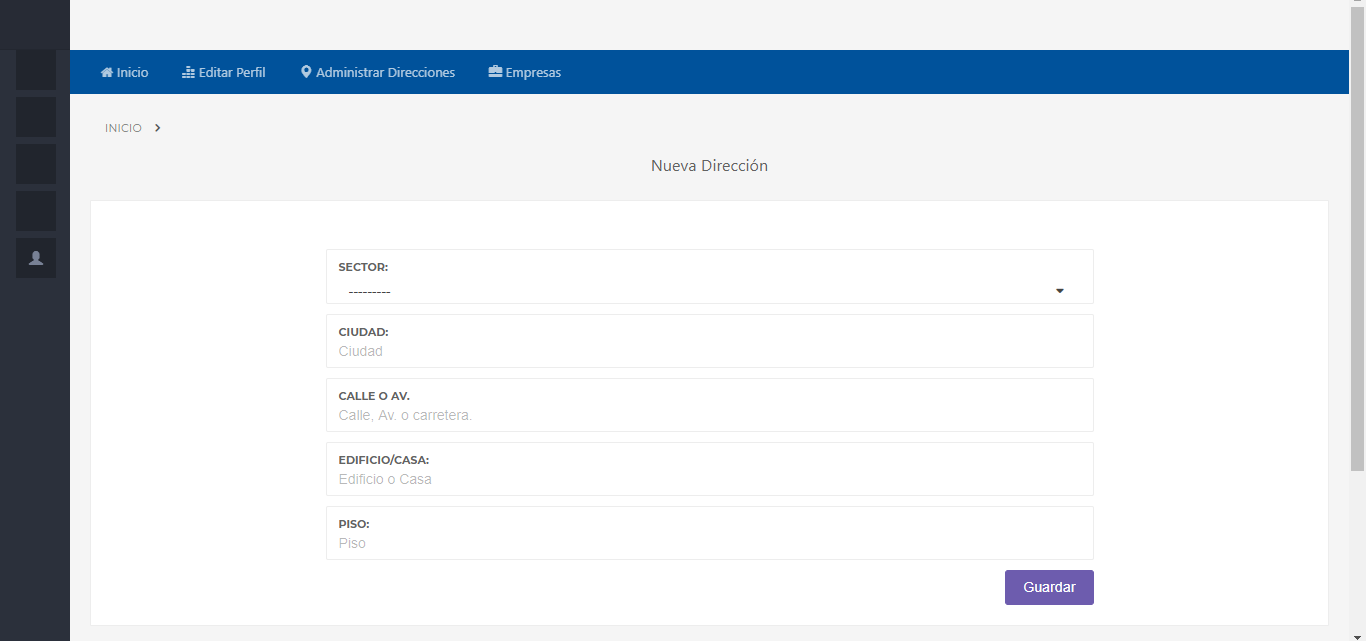 Inicio Editar Perfil Administrar Direcciones Empresas
INICIO
Nueva Dirección
SECTOR:
---------
CIUDAD:
Ciudad
CALLE O AV.
Calle, Av. o carretera.
EDIFICIO/CASA:
Edificio o Casa
PISO:
Piso
Guardar